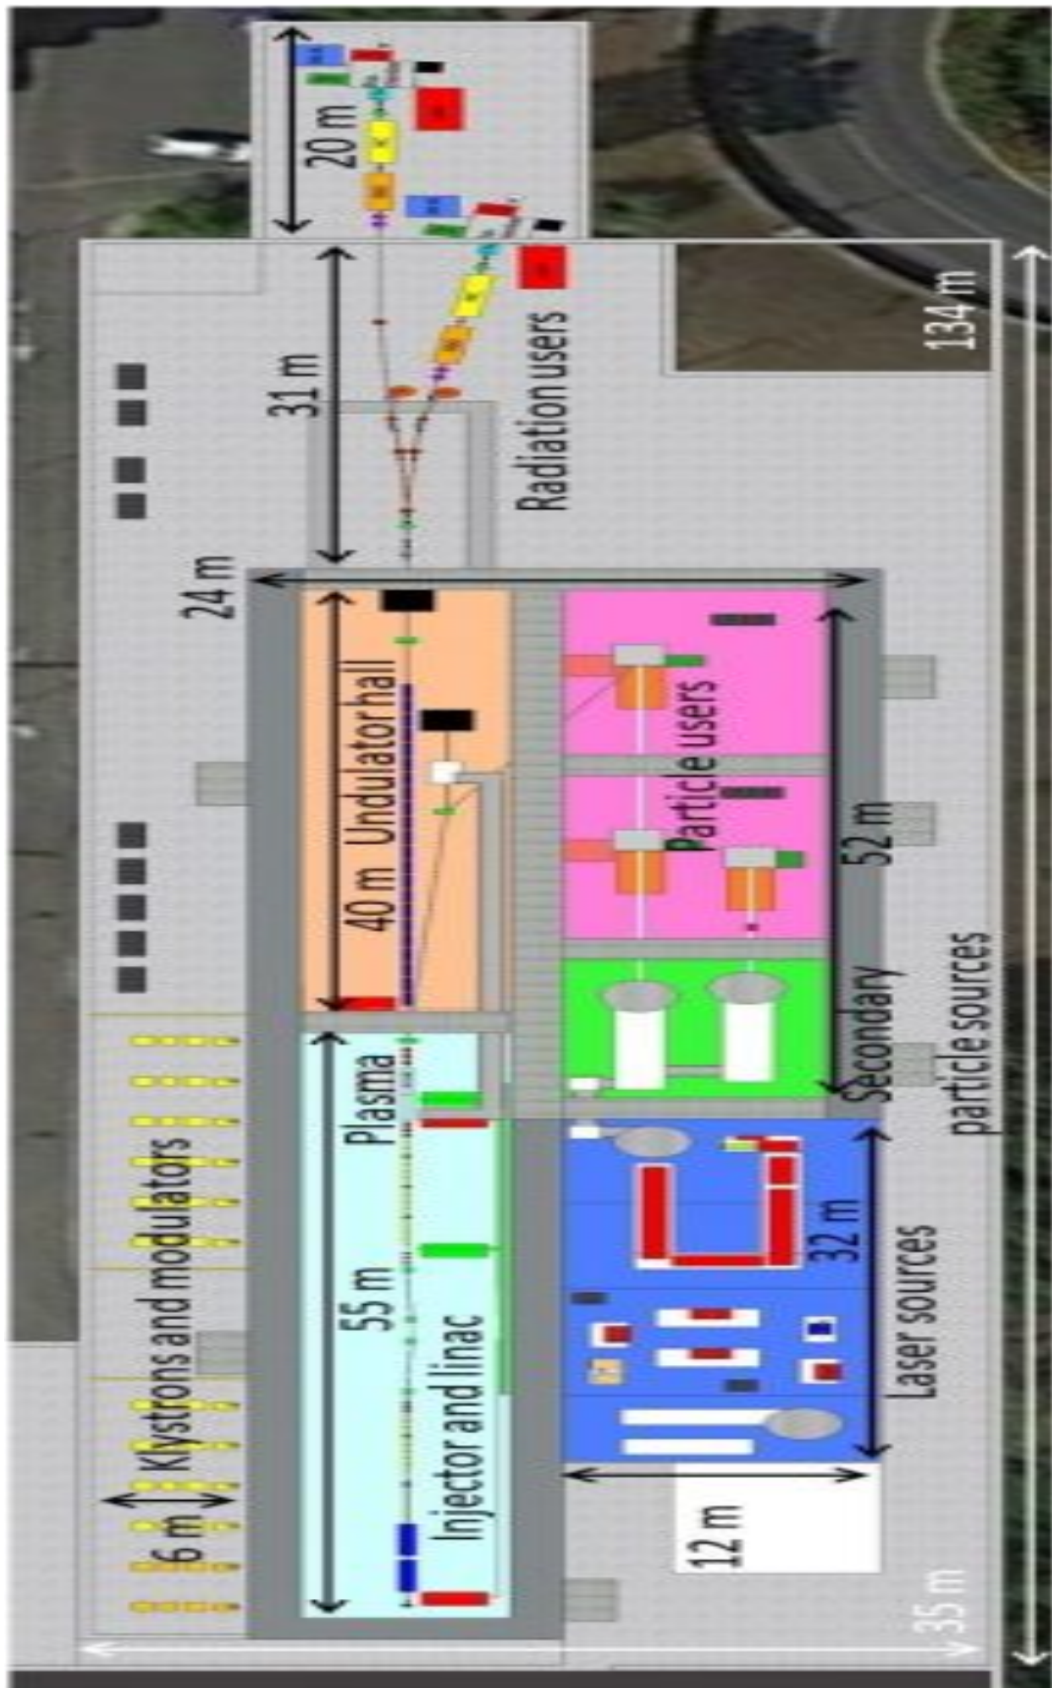 20 m
31 m
Radiation users
134 m
24 m
40 m Undulator hall
Particle users
52 m
Klystrons and modulators
6 m
55 m
Plasma
Injector and linac
Secondary
particle sources
32 m
Laser sources
12 m
35 m